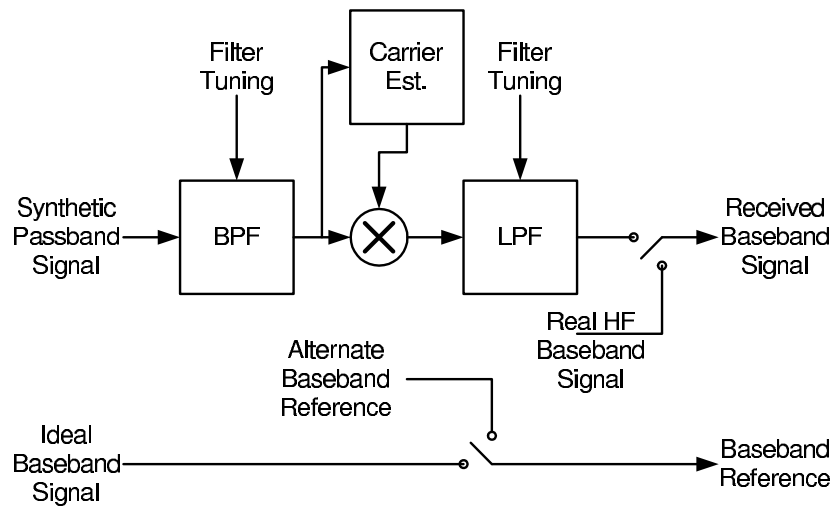 Filter
Tuning
Carrier
Est.
Filter
Tuning
Synthetic
Passband
Signal
BPF
LPF
Received
Baseband
Signal
Real HF
Baseband
Signal
Alternate
Baseband
Reference
Ideal
Baseband
Signal
Baseband
Reference